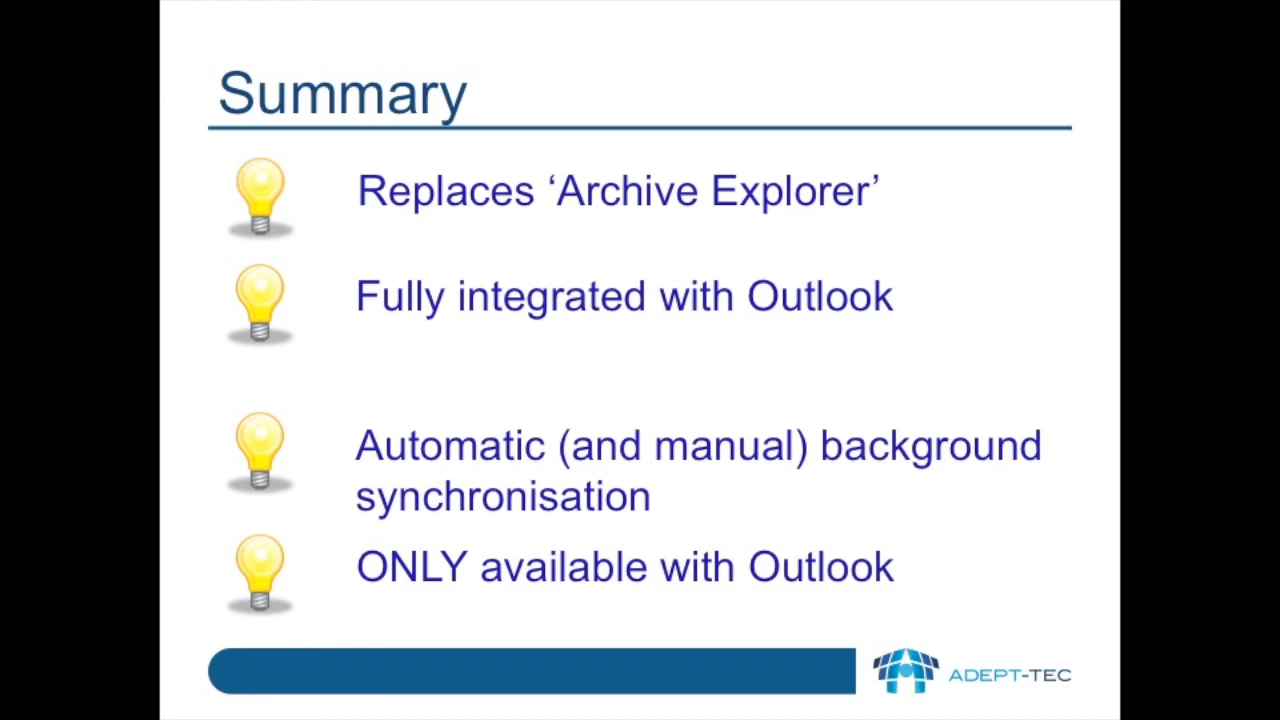 Summary
Replaces ‘Archive Explorer’
Fully integrated with Outlook
Automatic (and manual) background
synchronisation
ONLY available with Outlook
ADEPT-TEC